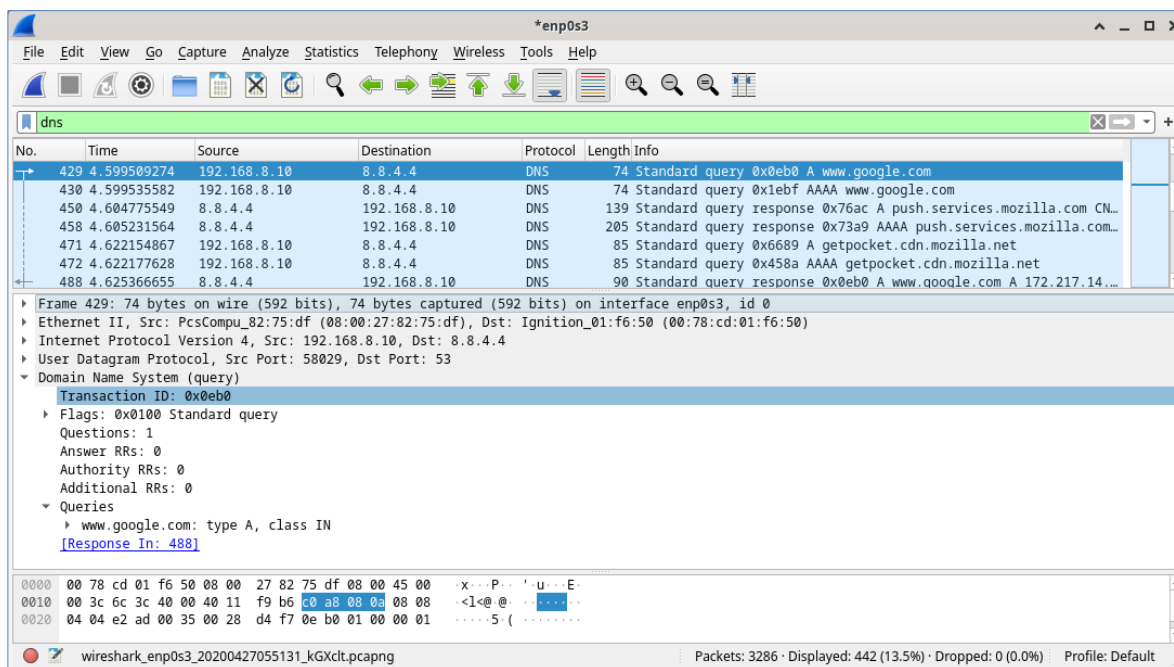 *enp0s3
File Edit View Go Capture Analyze Statistics Telephony Wireless Tools Help
dns
No. Time Source Destination Protocol Length Info
429 4.599509274 192.168.8.10 8.8.4.4 DNS 74 Standard query 0x0eb0 A www.google.com
430 4.599535582 192.168.8.10 8.8.4.4 DNS 74 Standard query 0x1ebf AAAA www.google.com
450 4.604775549 8.8.4.4 192.168.8.10 DNS 139 Standard query response 0x76ac A push.services.mozilla.com CN…
458 4.605231564 8.8.4.4 192.168.8.10 DNS 205 Standard query response 0x73a9 AAAA push.services.mozilla.com…
471 4.622154867 192.168.8.10 8.8.4.4 DNS 85 Standard query 0x6689 A getpocket.cdn.mozilla.net
472 4.622177628 192.168.8.10 8.8.4.4 DNS 85 Standard query 0x458a AAAA getpocket.cdn.mozilla.net
488 4.625366655 8.8.4.4 192.168.8.10 DNS 90 Standard query response 0x0eb0 A www.google.com A 172.217.14.…
Frame 429: 74 bytes on wire (592 bits), 74 bytes captured (592 bits) on interface enp0s3, id 0
Ethernet II, Src: PcsCompu_82:75:df (08:00:27:82:75:df), Dst: Ignition_01:f6:50 (00:78:cd:01:f6:50)
Internet Protocol Version 4, Src: 192.168.8.10, Dst: 8.8.4.4
User Datagram Protocol, Src Port: 58029, Dst Port: 53
Domain Name System (query)
Transaction ID: 0x0eb0
Flags: 0x0100 Standard query
Questions: 1
Answer RRs: 0
Authority RRs: 0
Additional RRs: 0
Queries
www.google.com: type A, class IN
[Response In: 488]
0000 00 78 cd 01 f6 50 08 00 27 82 75 df 08 00 45 00 ·x···P·· '·u···E·
0010 00 3c 6c 3c 40 00 40 11 f9 b6 c0 a8 08 0a 08 08 ·<l<@·@· ········
0020 04 04 e2 ad 00 35 00 28 d4 f7 0e b0 01 00 00 01 ·····5·( ········
wireshark_enp0s3_20200427055131_kGXclt.pcapng Packets: 3286 · Displayed: 442 (13.5%) · Dropped: 0 (0.0%) Profile: Default